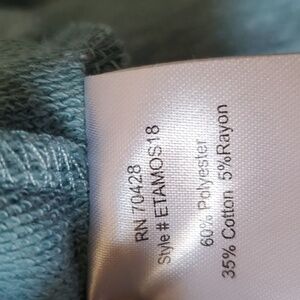 RN 70428
Style # ETAMOS18
60% Polyester
35% Cotton 5%Rayon